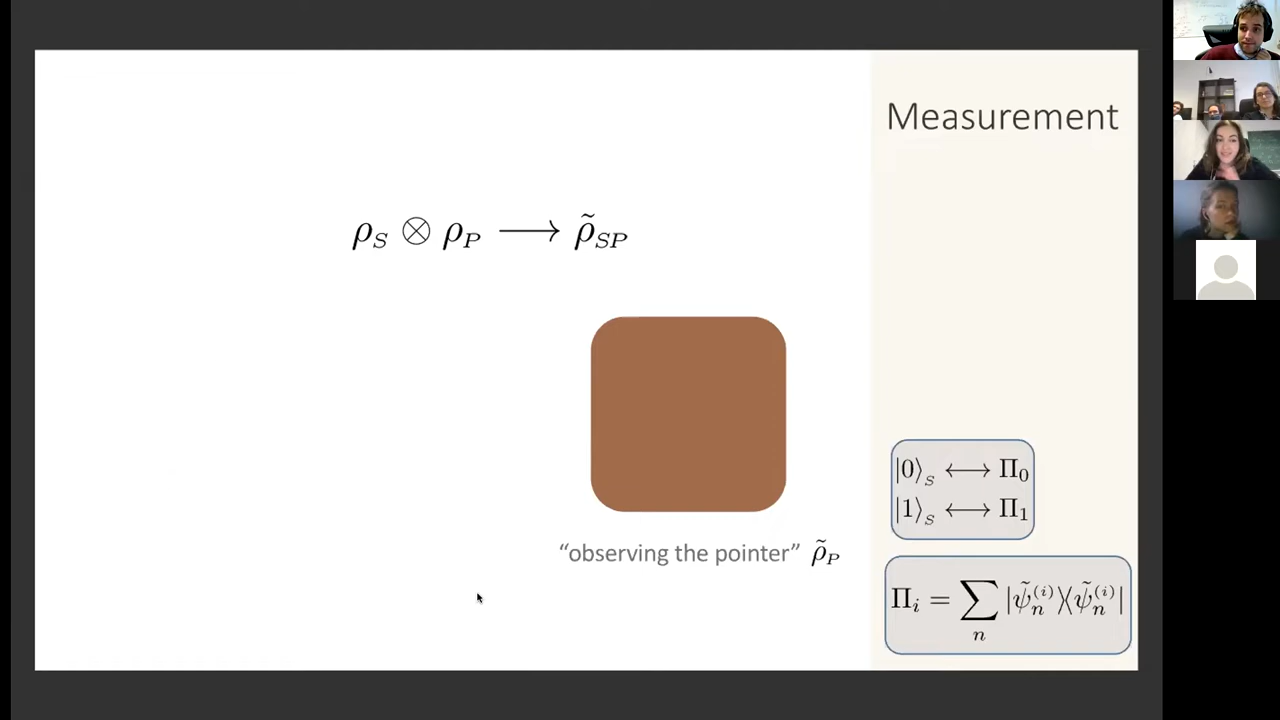 Measurement
ρ_S ⊗ ρ_P ⟶ ρ̃_SP
“observing the pointer” ρ̃_P
|0⟩_S ⟷ Π_0
|1⟩_S ⟷ Π_1
Π_i = ∑_n |ψ̃_n^(i)⟩⟨ψ̃_n^(i)|